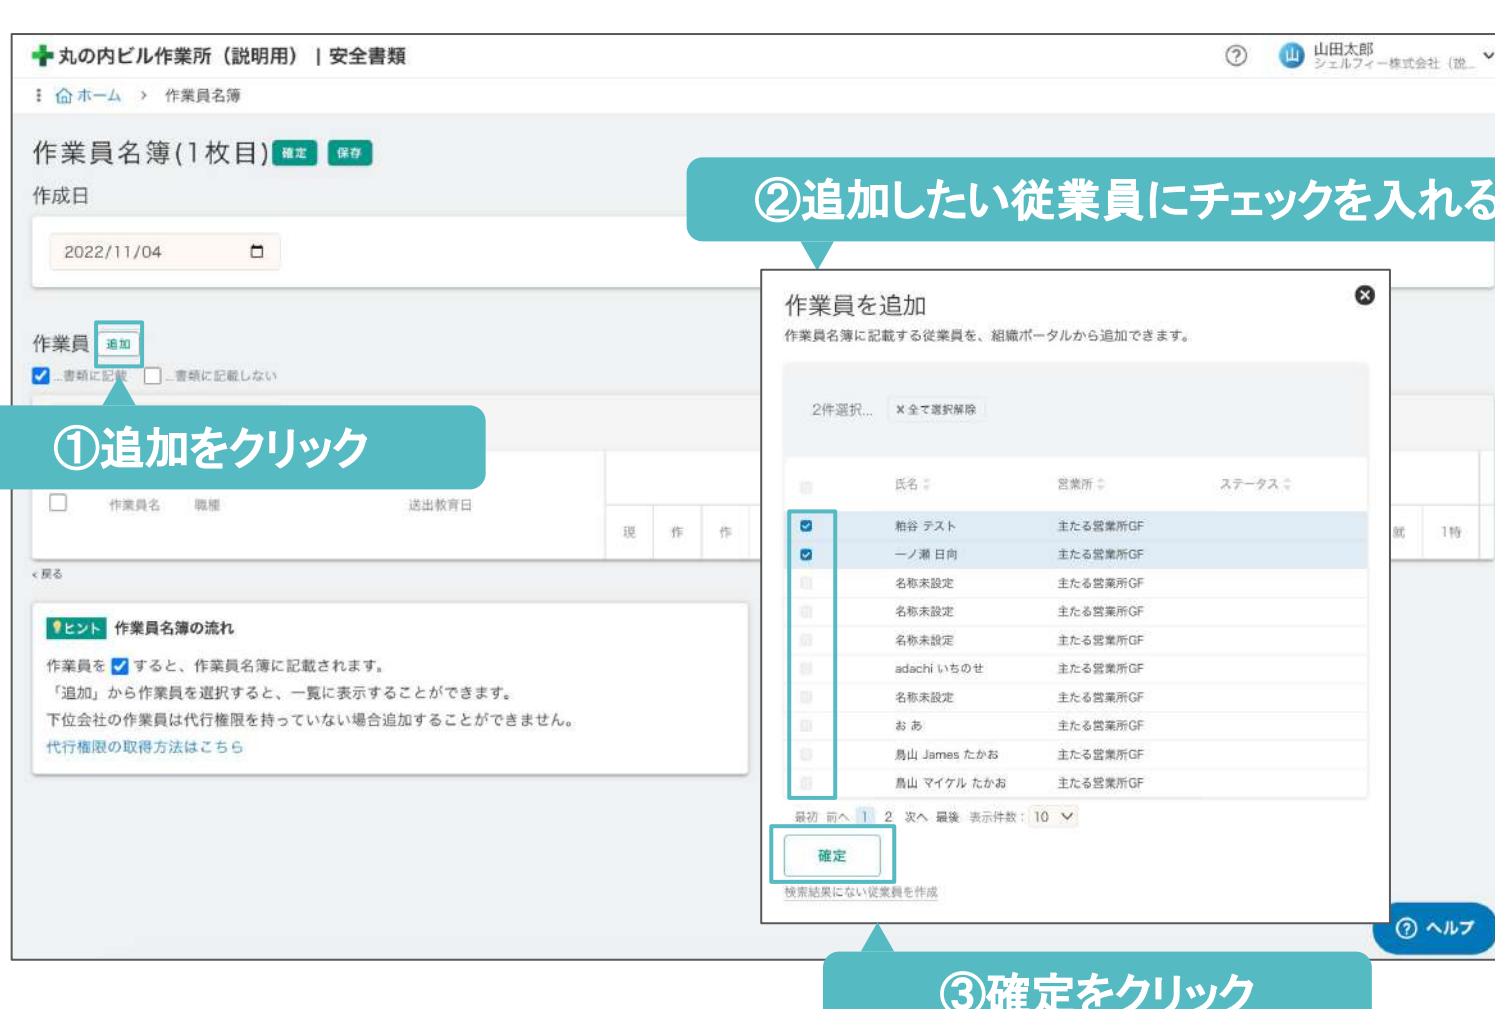 丸の内ビル作業所（説明用） | 安全書類
山田太郎
シェルフィー株式会社（説...
ホーム > 作業員名簿
作業員名簿(1枚目) 確定 保存
作成日
2022/11/04
②追加したい従業員にチェックを入れる
作業員 追加
...書類に記載 ...書類に記載しない
①追加をクリック
作業員名 職種 送出教育日
現 作 作
就 1特
<戻る
ヒント 作業員名簿の流れ
作業員を すると、作業員名簿に記載されます。
「追加」から作業員を選択すると、一覧に表示することができます。
下位会社の作業員は代行権限を持っていない場合追加することができません。
代行権限の取得方法はこちら
作業員を追加
作業員名簿に記載する従業員を、組織ポータルから追加できます。
2件選択... ×全て選択解除
氏名 営業所 ステータス
粕谷 テスト 主たる営業所GF
一ノ瀬 日向 主たる営業所GF
名称未設定 主たる営業所GF
名称未設定 主たる営業所GF
名称未設定 主たる営業所GF
adachi いちのせ 主たる営業所GF
名称未設定 主たる営業所GF
お あ 主たる営業所GF
鳥山 James たかお 主たる営業所GF
鳥山 マイケル たかお 主たる営業所GF
最初 前へ 1 2 次へ 最後 表示件数：10
確定
検索結果にない従業員を作成
ヘルプ
③確定をクリック